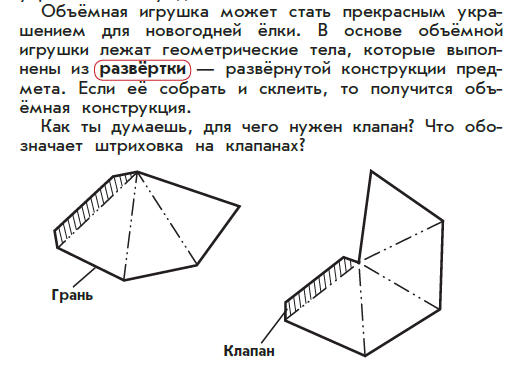 Объёмная игрушка может стать прекрасным укра-
шением для новогодней ёлки. В основе объёмной
игрушки лежат геометрические тела, которые выпол-
нены из развёртки — развёрнутой конструкции пред-
мета. Если её собрать и склеить, то получится объ-
ёмная конструкция.
Как ты думаешь, для чего нужен клапан? Что обо-
значает штриховка на клапанах?
Грань
Клапан